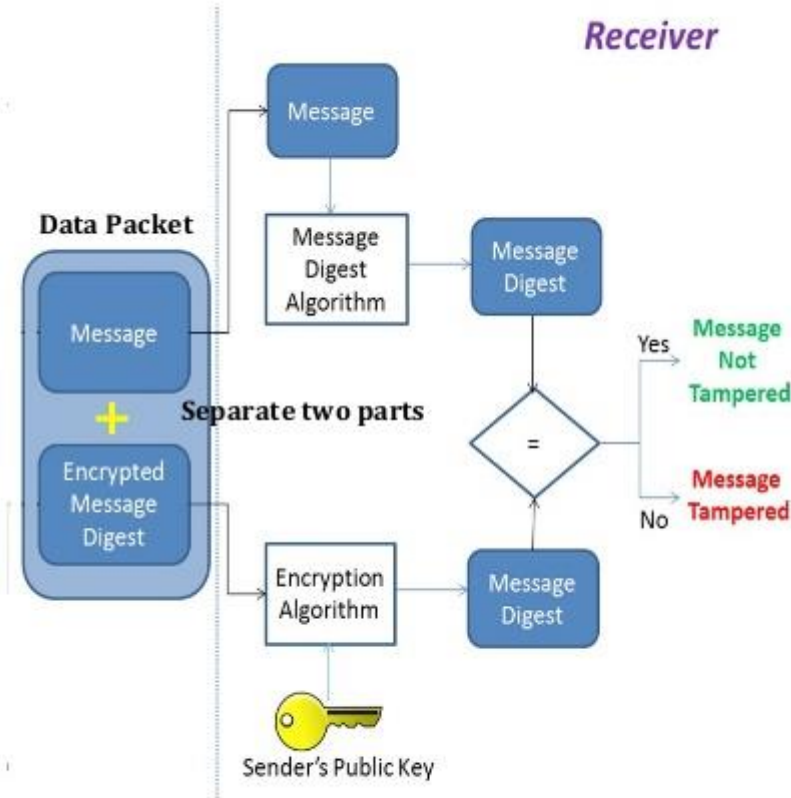 Receiver
Message
Data Packet
Message
Digest
Algorithm
Message
Digest
Message
Yes
Message
Not
Tampered
Separate two parts
=
Encrypted
Message
Digest
Message
Tampered
No
Encryption
Algorithm
Message
Digest
Sender's Public Key